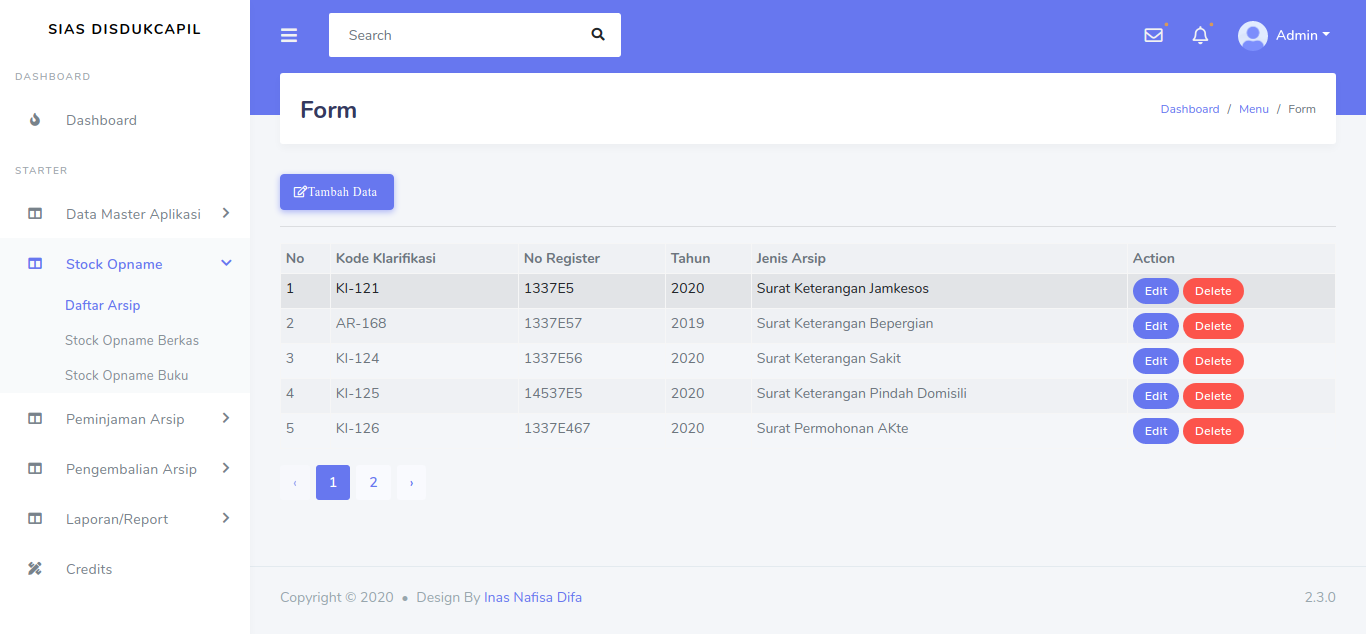 SIAS DISDUKCAPIL
DASHBOARD
Dashboard
STARTER
Data Master Aplikasi
Stock Opname
Daftar Arsip
Stock Opname Berkas
Stock Opname Buku
Peminjaman Arsip
Pengembalian Arsip
Laporan/Report
Credits
Search
Admin
Form
Dashboard / Menu / Form
Tambah Data
No Kode Klarifikasi No Register Tahun Jenis Arsip Action
1 KI-121 1337E5 2020 Surat Keterangan Jamkesos Edit Delete
2 AR-168 1337E57 2019 Surat Keterangan Bepergian Edit Delete
3 KI-124 1337E56 2020 Surat Keterangan Sakit Edit Delete
4 KI-125 14537E5 2020 Surat Keterangan Pindah Domisili Edit Delete
5 KI-126 1337E467 2020 Surat Permohonan AKte Edit Delete
‹ 1 2 ›
Copyright © 2020 • Design By Inas Nafisa Difa
2.3.0